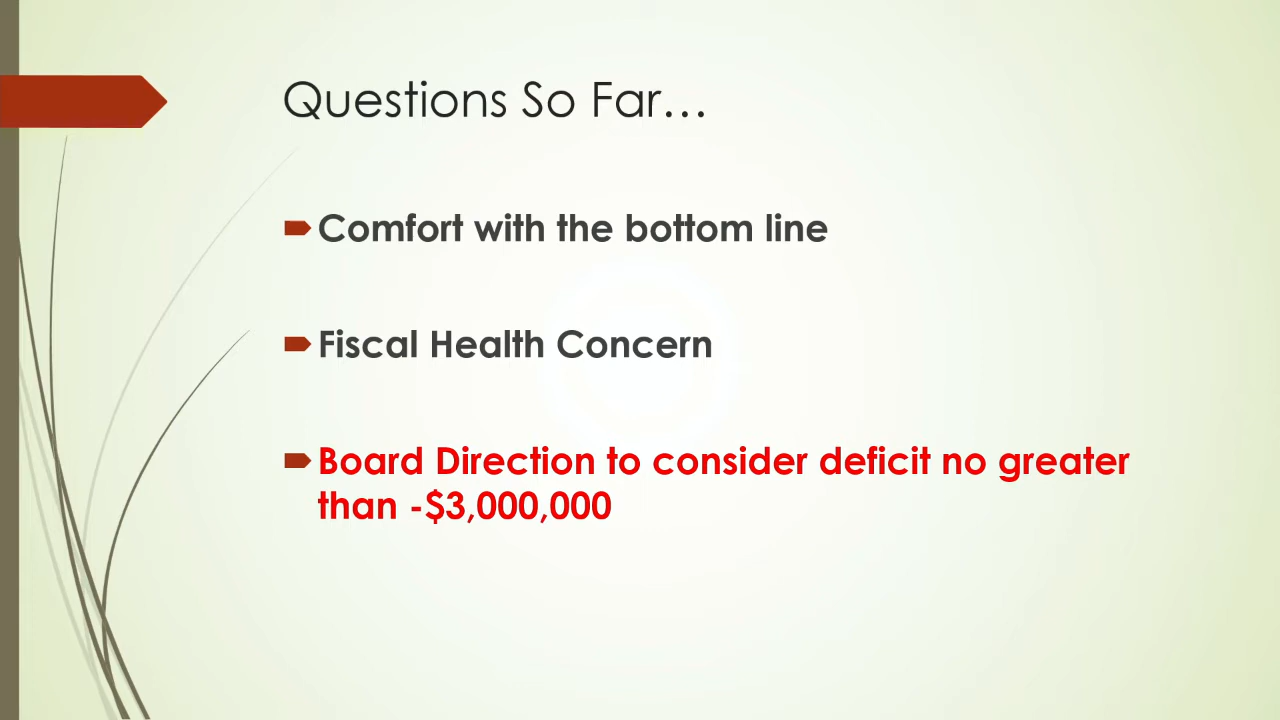 Questions So Far…
Comfort with the bottom line
Fiscal Health Concern
Board Direction to consider deficit no greater
than -$3,000,000